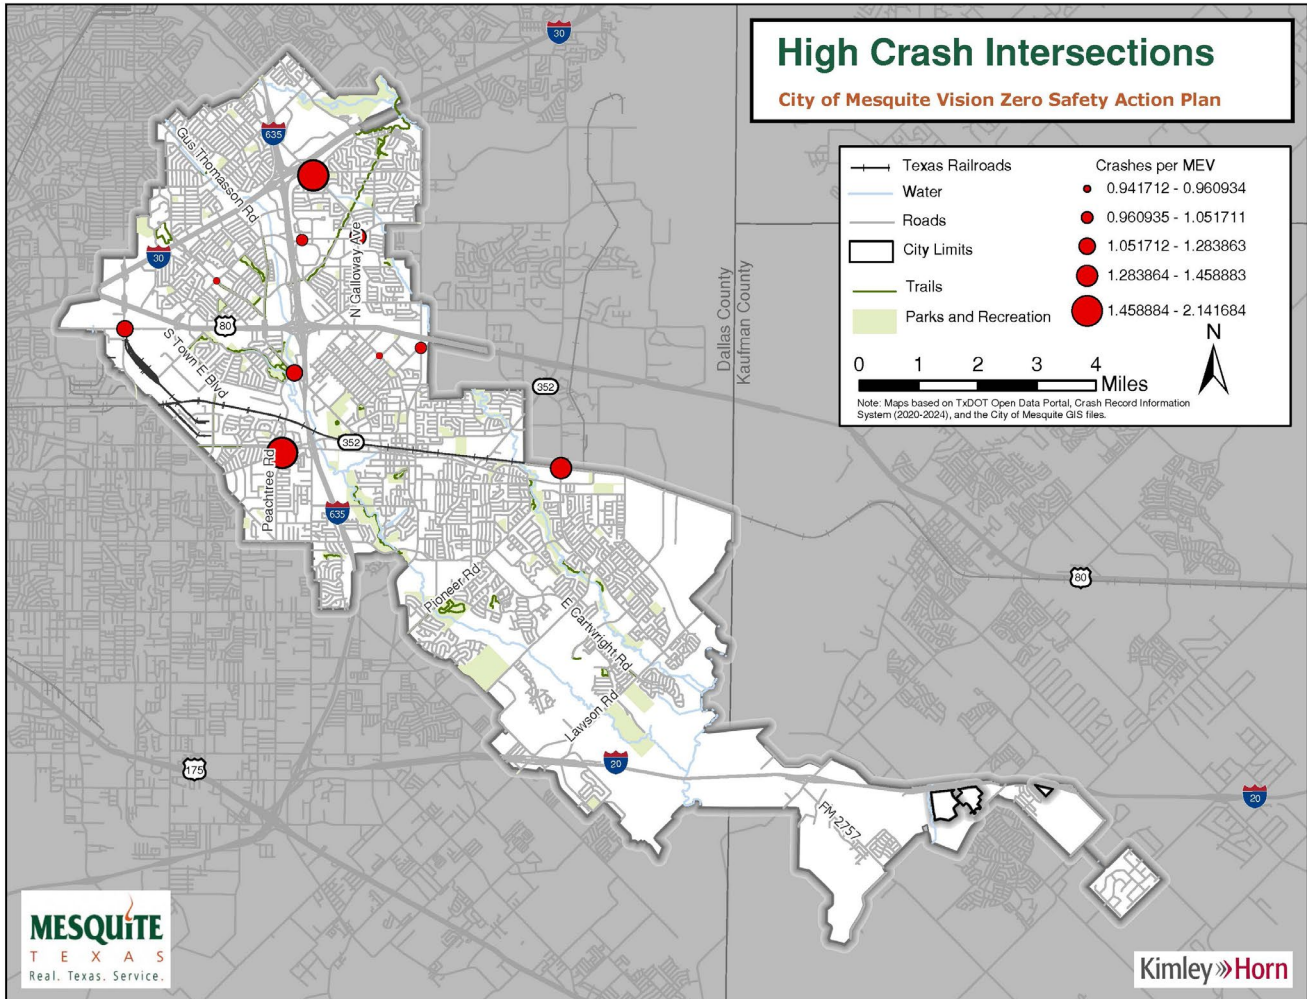 High Crash Intersections
City of Mesquite Vision Zero Safety Action Plan
Texas Railroads
Water
Roads
City Limits
Trails
Parks and Recreation
Crashes per MEV
0.941712 - 0.960934
0.960935 - 1.051711
1.051712 - 1.283863
1.283864 - 1.458883
1.458884 - 2.141684
N
0 1 2 3 4 Miles
Note: Maps based on TxDOT Open Data Portal, Crash Record Information
System (2020-2024), and the City of Mesquite GIS files.
30
635
Gus Thomasson Rd
30
N Galloway Ave
80
S Town E Blvd
Dallas County
Kaufman County
352
352
Peachtree Rd
635
80
Pioneer Rd
E Cartwright Rd
Lawson Rd
20
175
20
FM 2757
MESQUITE
TEXAS
Real. Texas. Service.
Kimley»Horn